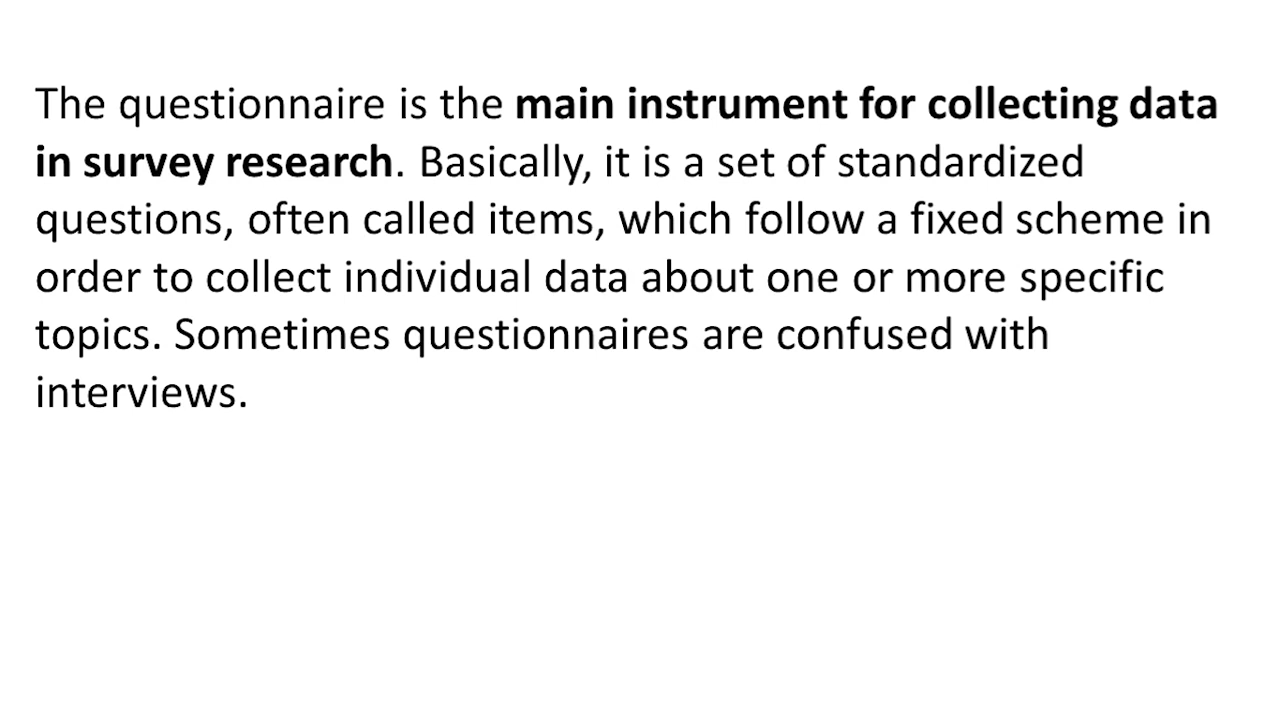 The questionnaire is the main instrument for collecting data
in survey research. Basically, it is a set of standardized
questions, often called items, which follow a fixed scheme in
order to collect individual data about one or more specific
topics. Sometimes questionnaires are confused with
interviews.